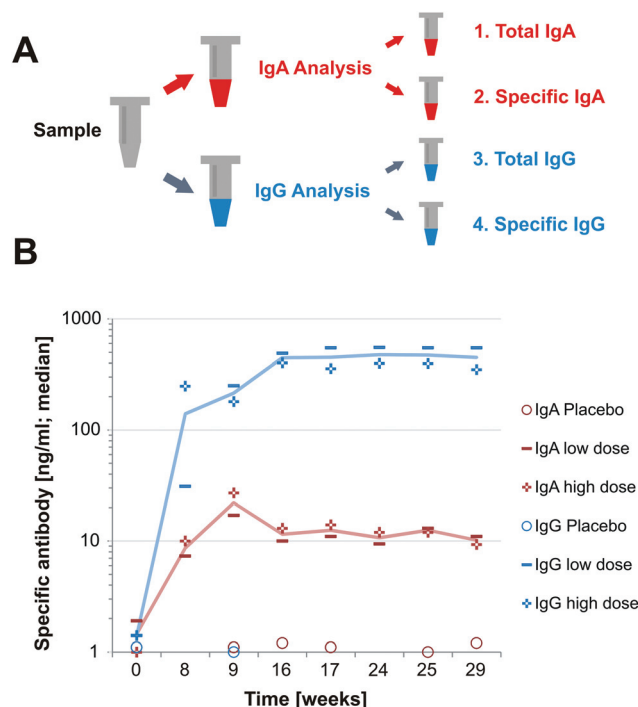 A
Sample
IgA Analysis
IgG Analysis
1. Total IgA
2. Specific IgA
3. Total IgG
4. Specific IgG
B
Specific antibody [ng/ml; median]
1000
100
10
1
0 8 9 16 17 24 25 29
Time [weeks]
IgA Placebo
IgA low dose
IgA high dose
IgG Placebo
IgG low dose
IgG high dose